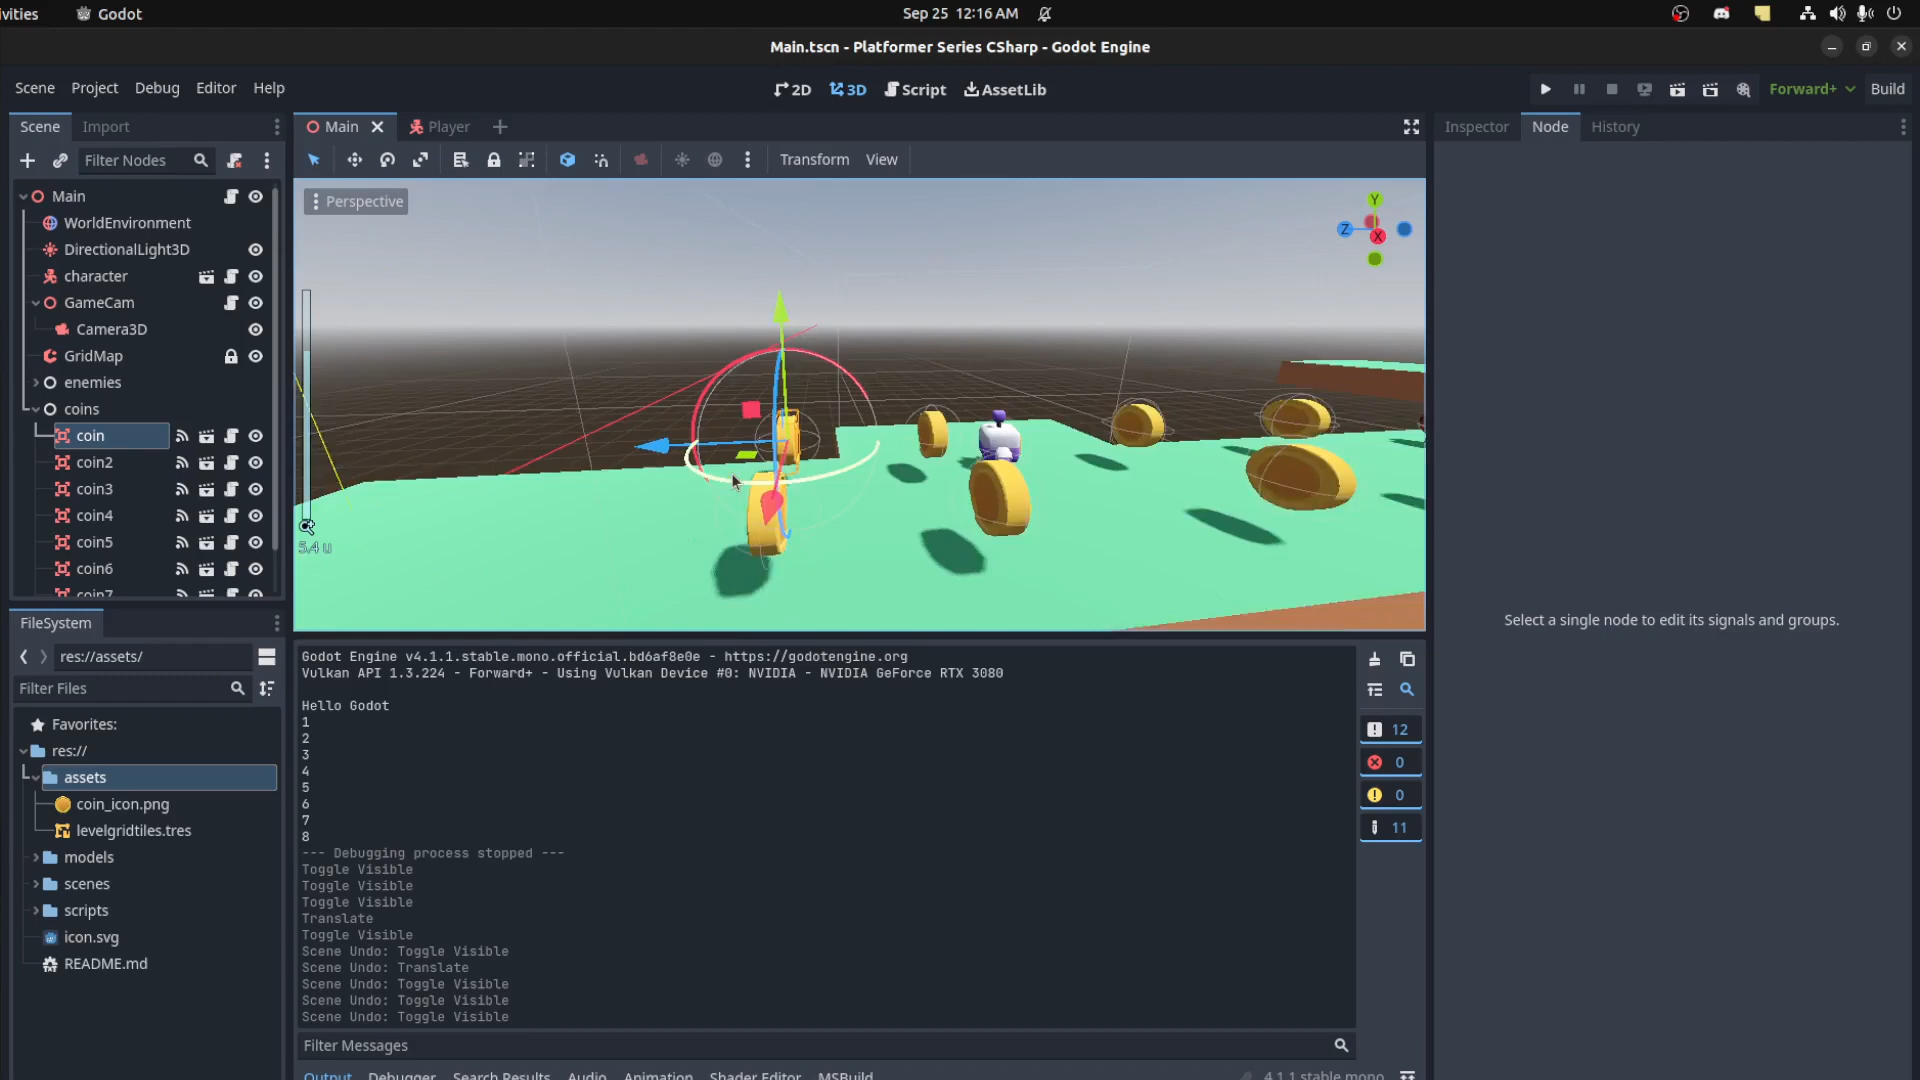 ivities
Godot
Sep 25 12:16 AM
Main.tscn - Platformer Series CSharp - Godot Engine
Scene Project Debug Editor Help
2D 3D Script AssetLib
Forward+ Build
Scene Import
Main Player
Inspector Node History
Filter Nodes
Transform View
Main
WorldEnvironment
DirectionalLight3D
character
GameCam
Camera3D
GridMap
enemies
coins
coin
coin2
coin3
coin4
coin5
coin6
coin7
Perspective
Y
Z
X
5.4 u
Select a single node to edit its signals and groups.
FileSystem
res://assets/
Filter Files
Favorites:
res://
assets
coin_icon.png
levelgridtiles.tres
models
scenes
scripts
icon.svg
README.md
Godot Engine v4.1.1.stable.mono.official.bd6af8e0e - https://godotengine.org
Vulkan API 1.3.224 - Forward+ - Using Vulkan Device #0: NVIDIA - NVIDIA GeForce RTX 3080
Hello Godot
1
2
3
4
5
6
7
8
--- Debugging process stopped ---
Toggle Visible
Toggle Visible
Toggle Visible
Translate
Toggle Visible
Scene Undo: Toggle Visible
Scene Undo: Translate
Scene Undo: Toggle Visible
Scene Undo: Toggle Visible
Scene Undo: Toggle Visible
12
0
0
11
Filter Messages
Output Debugger Search Results Audio Animation Shader Editor MSBuild
4.1.1.stable.mono